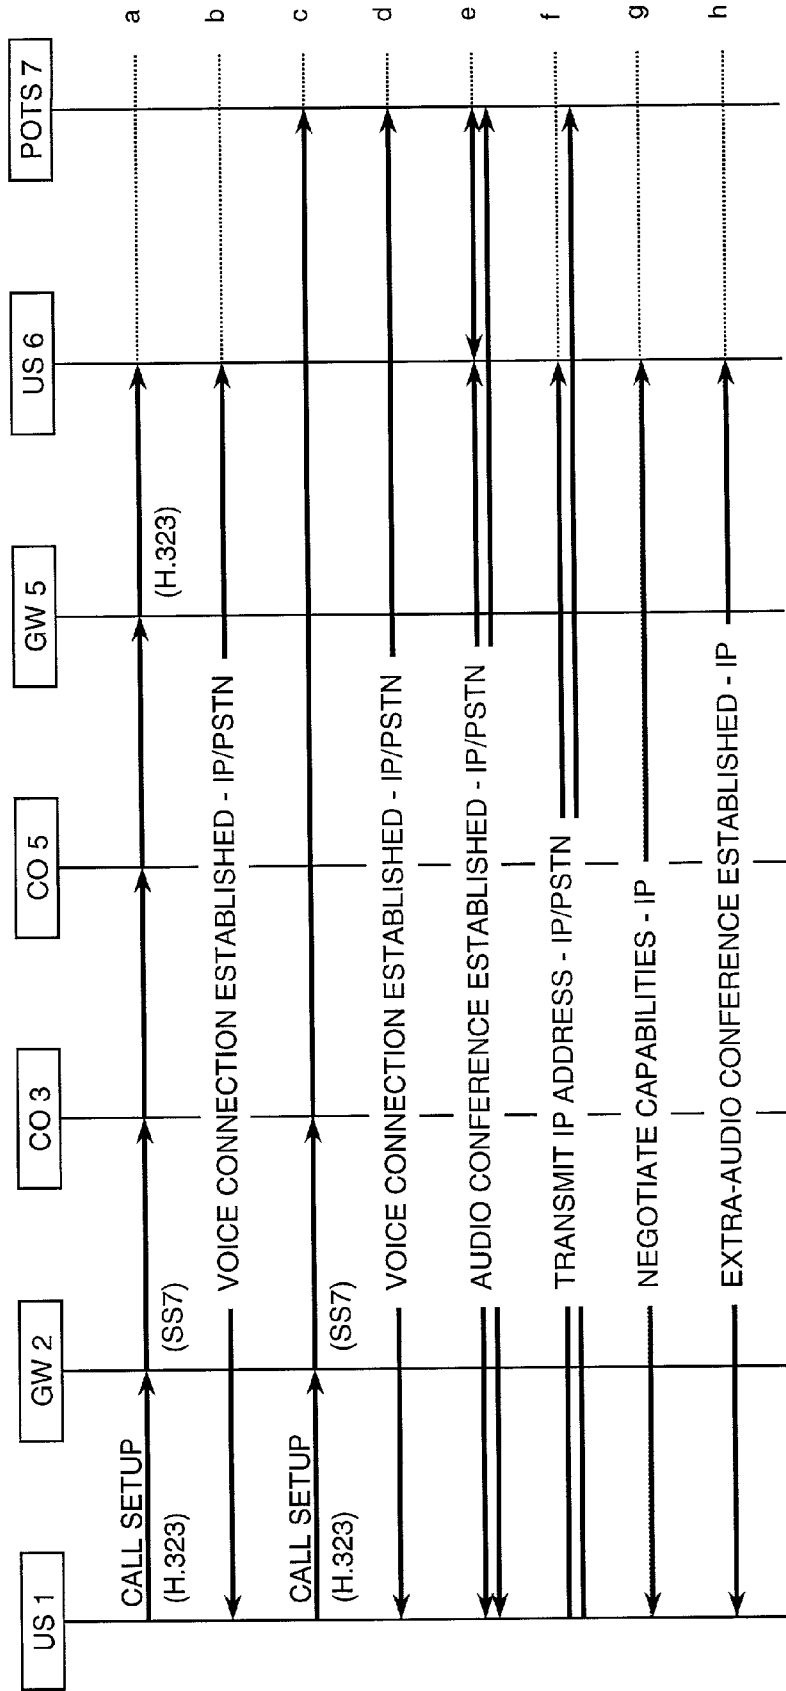 US 1
GW 2
CO 3
CO 5
GW 5
US 6
POTS 7
CALL SETUP
(H.323)
(SS7)
(H.323)
a
VOICE CONNECTION ESTABLISHED - IP/PSTN
b
CALL SETUP
(H.323)
(SS7)
c
VOICE CONNECTION ESTABLISHED - IP/PSTN
d
AUDIO CONFERENCE ESTABLISHED - IP/PSTN
e
TRANSMIT IP ADDRESS - IP/PSTN
f
NEGOTIATE CAPABILITIES - IP
g
EXTRA-AUDIO CONFERENCE ESTABLISHED - IP
h